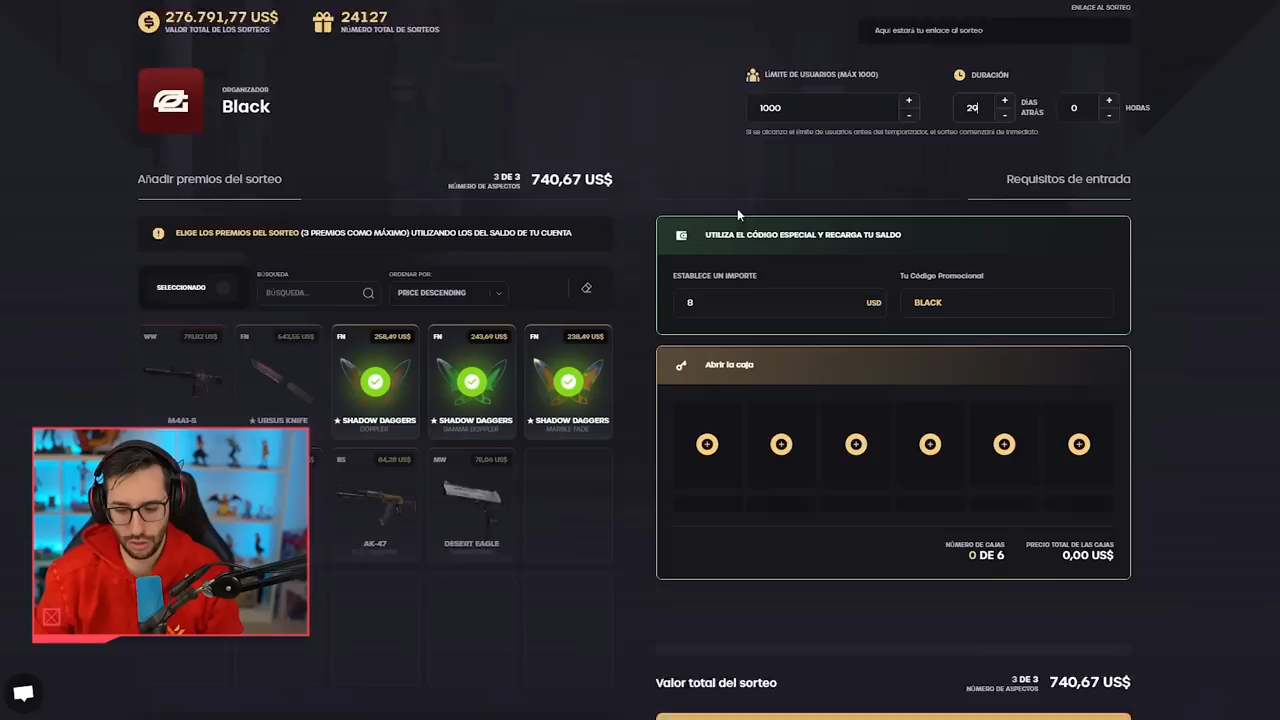 276.791,77 US$
VALOR TOTAL DE LOS SORTEOS
24127
NÚMERO TOTAL DE SORTEOS
ENLACE AL SORTEO
Aquí estará tu enlace al sorteo
ORGANIZADOR
Black
LÍMITE DE USUARIOS (MÁX 1000)
DURACIÓN
1000
+
-
29
+
-
DÍAS
ATRÁS
0
+
-
HORAS
Si se alcanza el límite de usuarios antes del temporizador, el sorteo comenzará de inmediato
Añadir premios del sorteo
3 DE 3
NÚMERO DE ASPECTOS
740,67 US$
Requisitos de entrada
ELIGE LOS PREMIOS DEL SORTEO (3 PREMIOS COMO MÁXIMO) UTILIZANDO LOS DEL SALDO DE TU CUENTA
SELECCIONADO
BÚSQUEDA
BÚSQUEDA...
ORDENAR POR:
PRICE DESCENDING
UTILIZA EL CÓDIGO ESPECIAL Y RECARGA TU SALDO
ESTABLECE UN IMPORTE
8
USD
Tu Código Promocional
BLACK
WW
M4A1-S
FN
543,55 US$
★ URSUS KNIFE
FN
258,49 US$
★ SHADOW DAGGERS
DOPPLER
FN
243,69 US$
★ SHADOW DAGGERS
GAMMA DOPPLER
FN
238,49 US$
★ SHADOW DAGGERS
MARBLE FADE
BS
84,28 US$
AK-47
MW
78,06 US$
DESERT EAGLE
Abrir la caja
NÚMERO DE CAJAS
0 DE 6
PRECIO TOTAL DE LAS CAJAS
0,00 US$
Valor total del sorteo
3 DE 3
NÚMERO DE ASPECTOS
740,67 US$